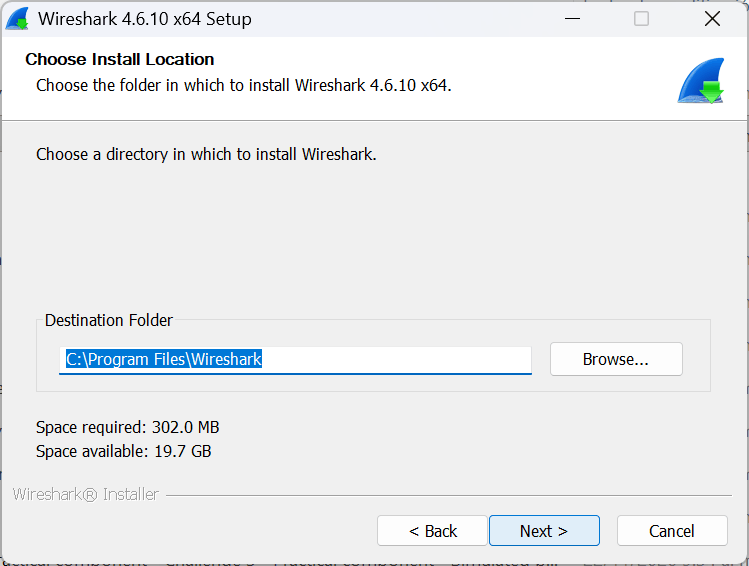 Wireshark 4.6.10 x64 Setup
Choose Install Location
Choose the folder in which to install Wireshark 4.6.10 x64.
Choose a directory in which to install Wireshark.
Destination Folder
C:\Program Files\Wireshark
Browse...
Space required: 302.0 MB
Space available: 19.7 GB
Wireshark® Installer
< Back
Next >
Cancel